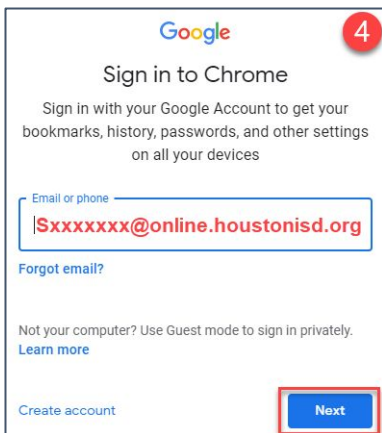 Google
4
Sign in to Chrome
Sign in with your Google Account to get your
bookmarks, history, passwords, and other settings
on all your devices
Email or phone
Sxxxxxxx@online.houstonisd.org
Forgot email?
Not your computer? Use Guest mode to sign in privately.
Learn more
Create account
Next